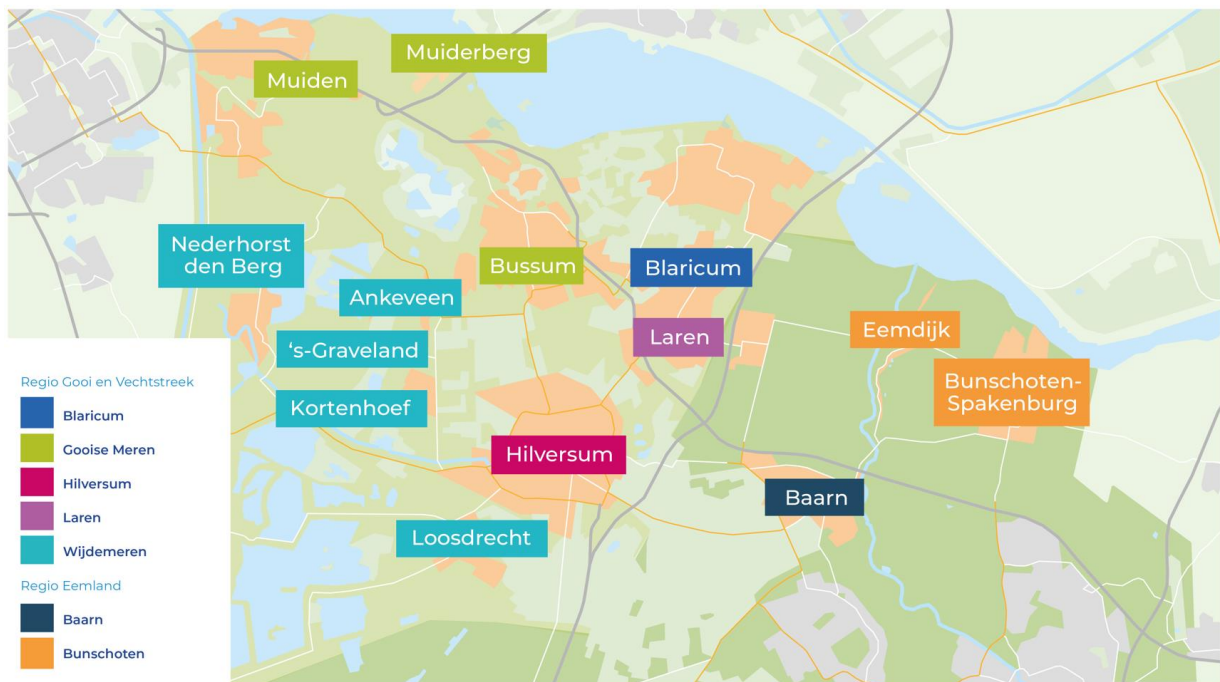 Muiderberg
Muiden
Nederhorst
den Berg
Bussum
Blaricum
Ankeveen
Eemdijk
Laren
‘s-Graveland
Bunschoten-
Spakenburg
Kortenhoef
Hilversum
Baarn
Loosdrecht
Regio Gooi en Vechtstreek
Blaricum
Gooise Meren
Hilversum
Laren
Wijdemeren
Regio Eemland
Baarn
Bunschoten